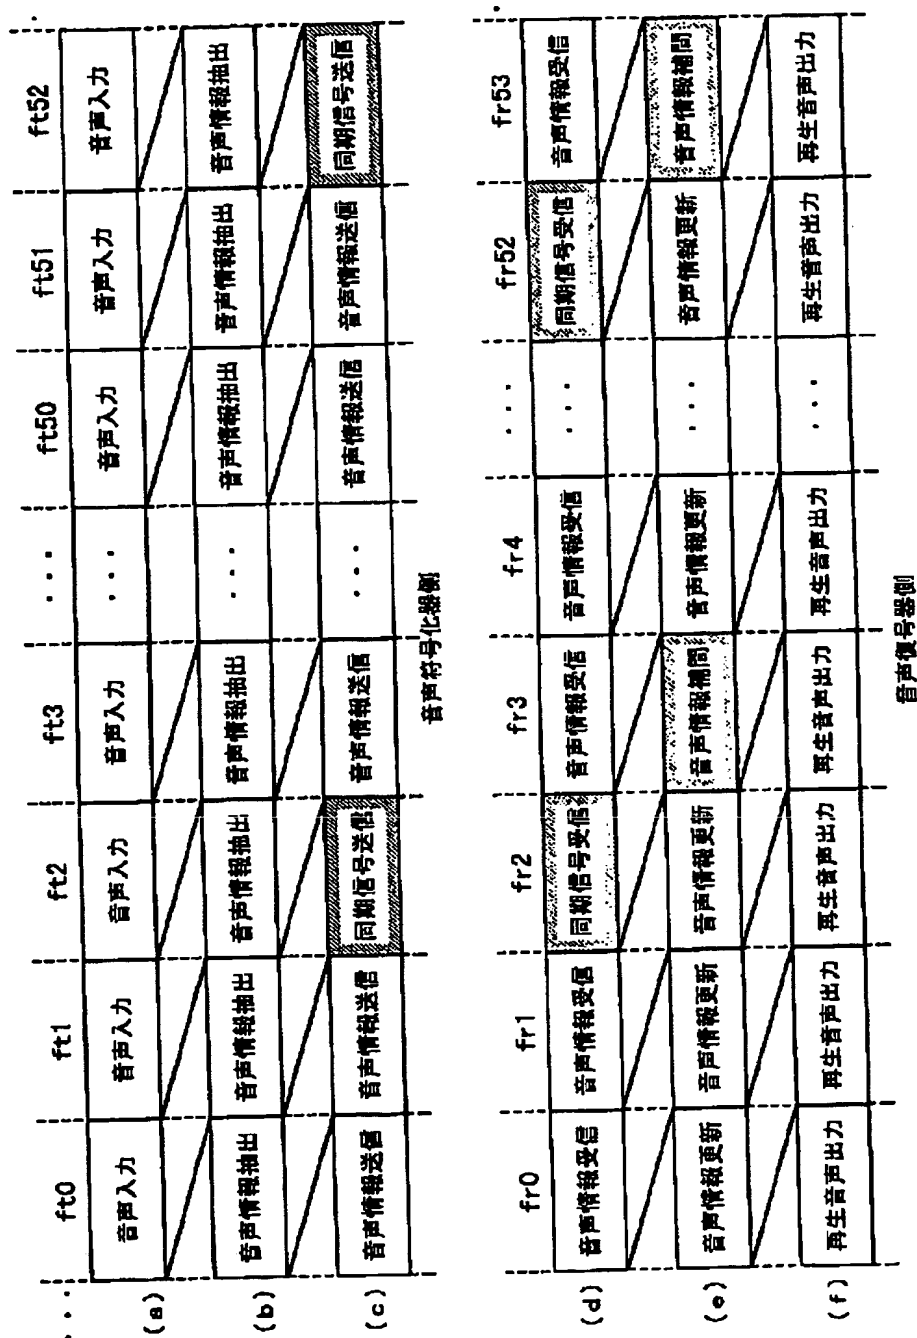 ... ft0 ft1 ft2 ft3 ... ft50 ft51 ft52 ...
(a) 音声入力 音声入力 音声入力 音声入力 ... 音声入力 音声入力 音声入力
(b) 音声情報抽出 音声情報抽出 音声情報抽出 音声情報抽出 ... 音声情報抽出 音声情報抽出 音声情報抽出
(c) 音声情報送信 音声情報送信 同期信号送信 音声情報送信 ... 音声情報送信 音声情報送信 同期信号送信
音声符号化器側
fr0 fr1 fr2 fr3 fr4 ... fr52 fr53 ...
(d) 音声情報受信 音声情報受信 同期信号受信 音声情報受信 音声情報受信 ... 同期信号受信 音声情報受信
(e) 音声情報更新 音声情報更新 音声情報更新 音声情報補間 音声情報更新 ... 音声情報更新 音声情報補間
(f) 再生音声出力 再生音声出力 再生音声出力 再生音声出力 再生音声出力 ... 再生音声出力 再生音声出力
音声復号器側